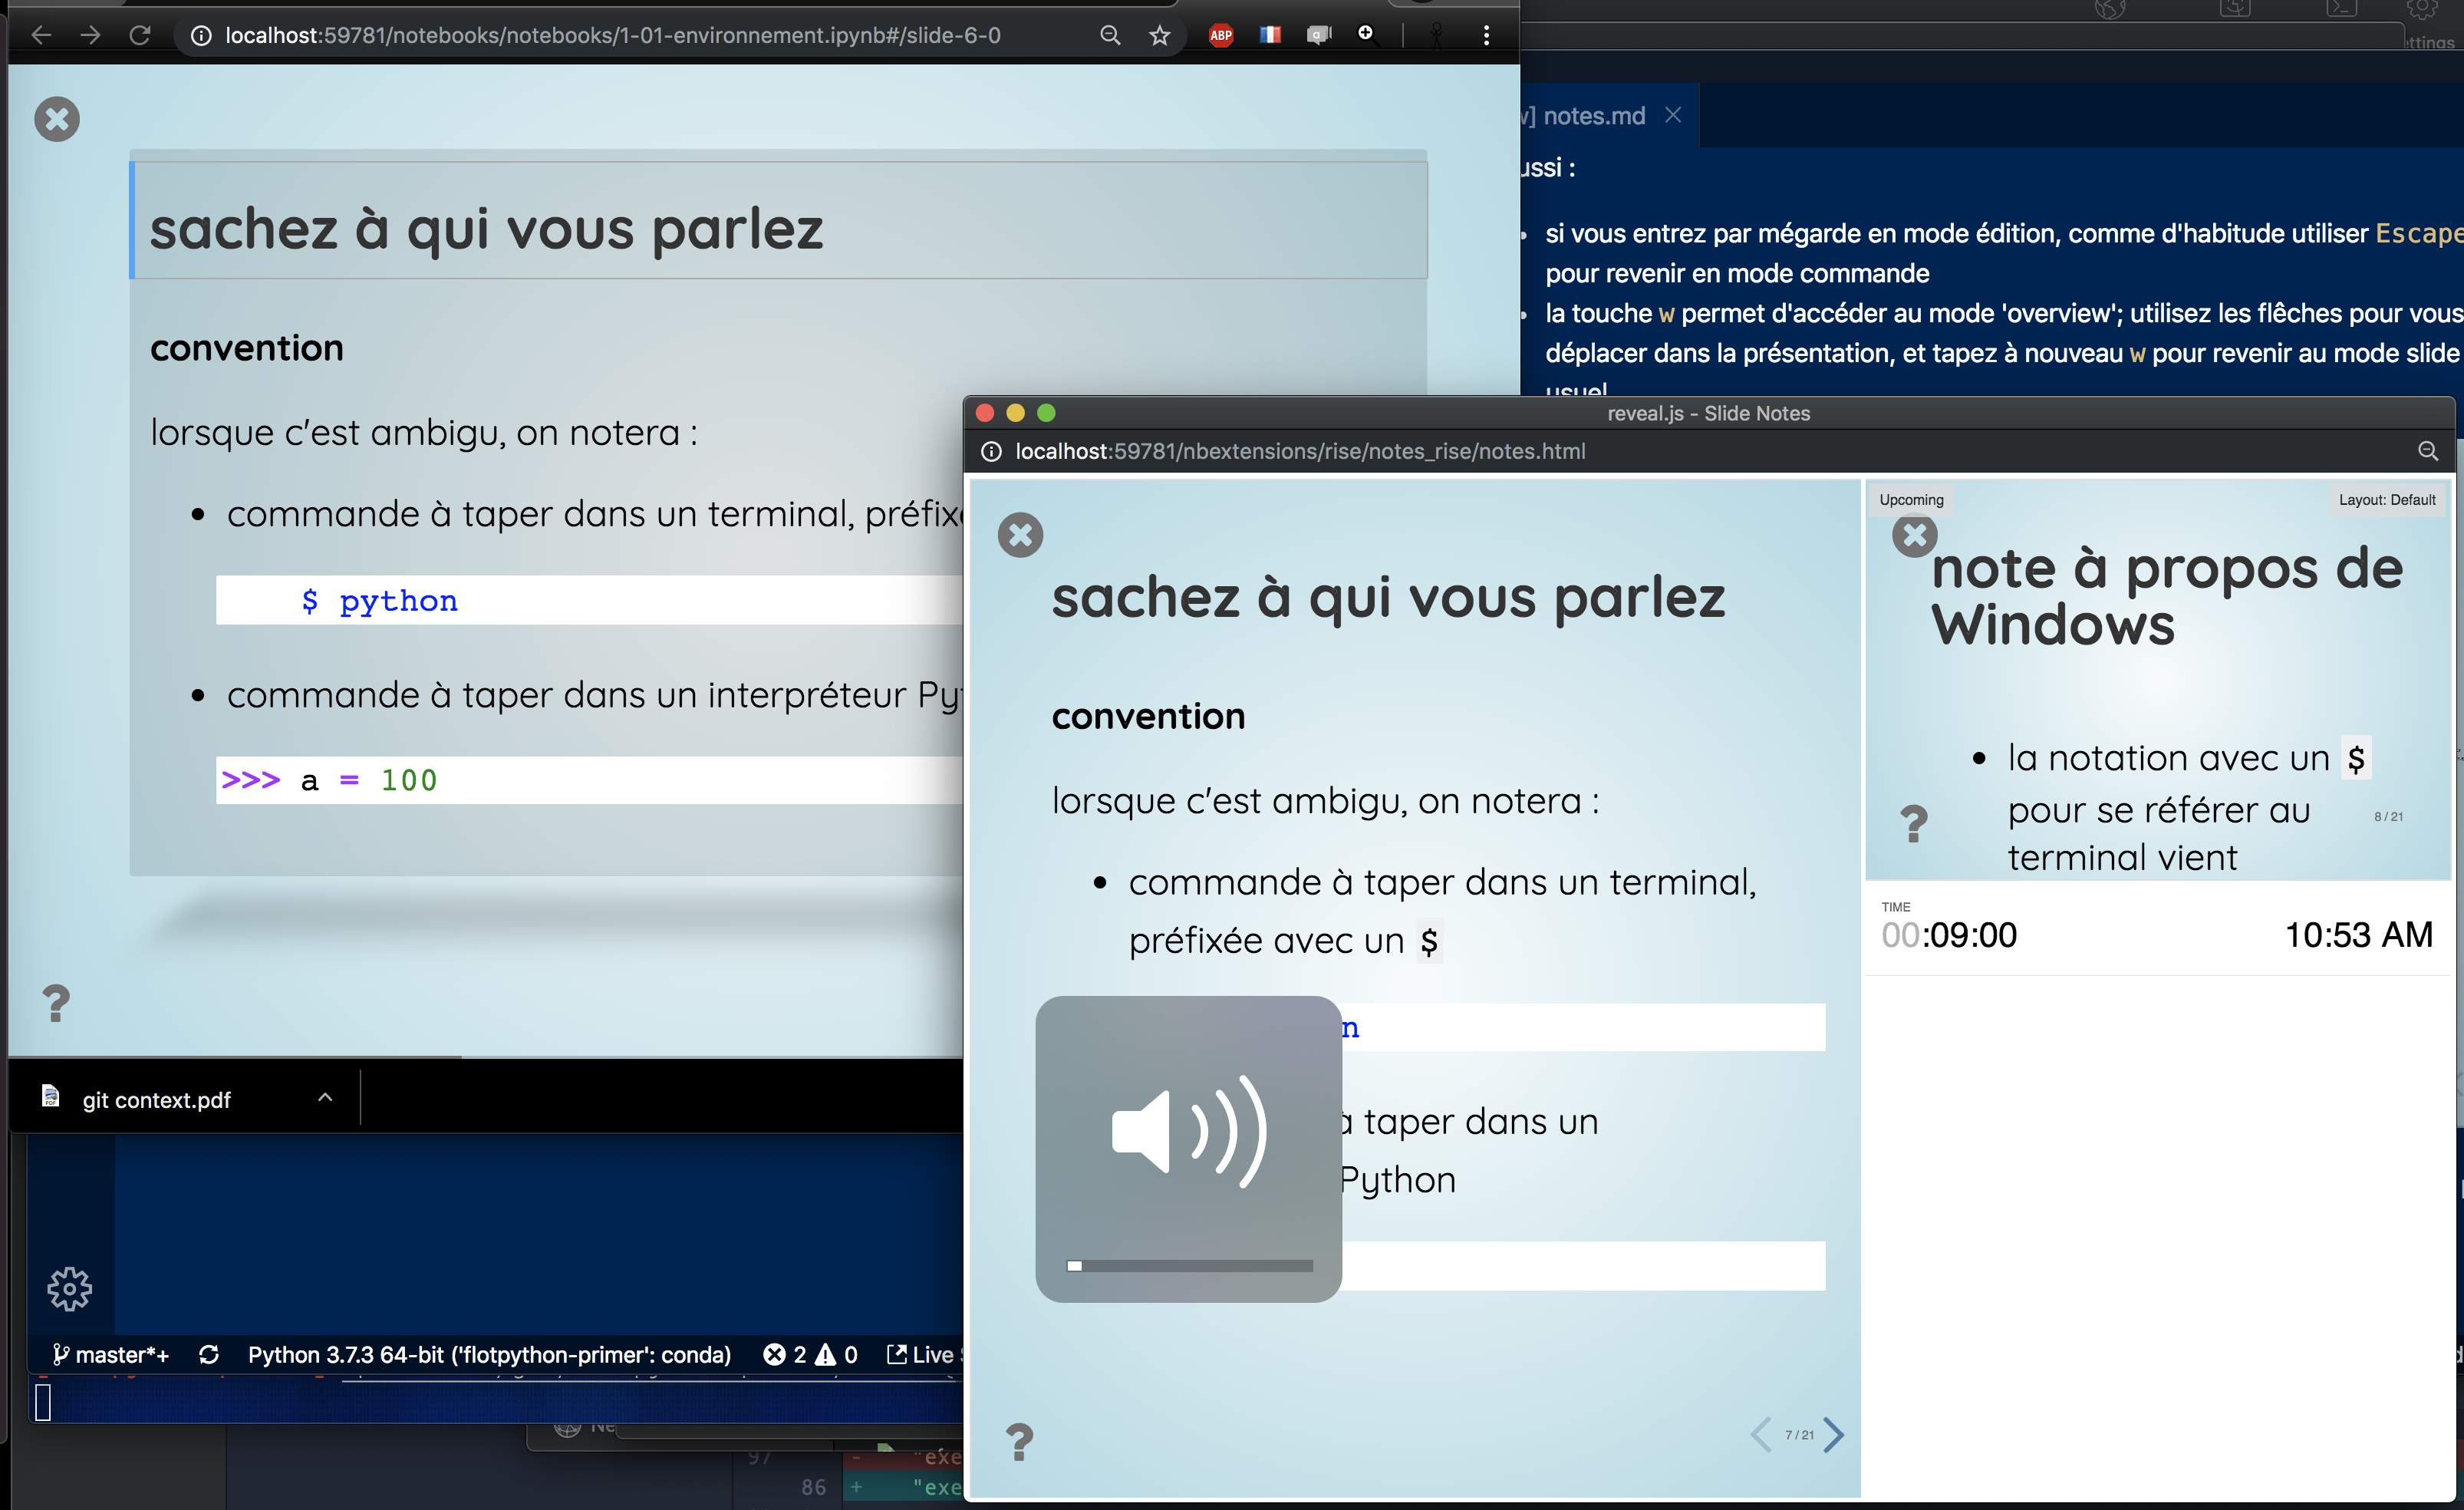 localhost:59781/notebooks/notebooks/1-01-environnement.ipynb#/slide-6-0
ABP
ttings
sachez à qui vous parlez
convention
lorsque c'est ambigu, on notera :
commande à taper dans un terminal, préfix
$ python
commande à taper dans un interpréteur Py
>>> a = 100
?
git context.pdf
master*+ Python 3.7.3 64-bit ('flotpython-primer': conda) 2 0 Live
Ne
97 - "exe
86 + "exe
notes.md
ussi :
si vous entrez par mégarde en mode édition, comme d'habitude utiliser Escape
pour revenir en mode commande
la touche w permet d'accéder au mode 'overview'; utilisez les flêches pour vous
déplacer dans la présentation, et tapez à nouveau w pour revenir au mode slide
usuel
reveal.js - Slide Notes
localhost:59781/nbextensions/rise/notes_rise/notes.html
sachez à qui vous parlez
convention
lorsque c'est ambigu, on notera :
commande à taper dans un terminal,
préfixée avec un $
n
à taper dans un
Python
?
7 / 21
Upcoming
Layout: Default
note à propos de
Windows
la notation avec un $
pour se référer au
terminal vient
?
8 / 21
TIME
00:09:00
10:53 AM